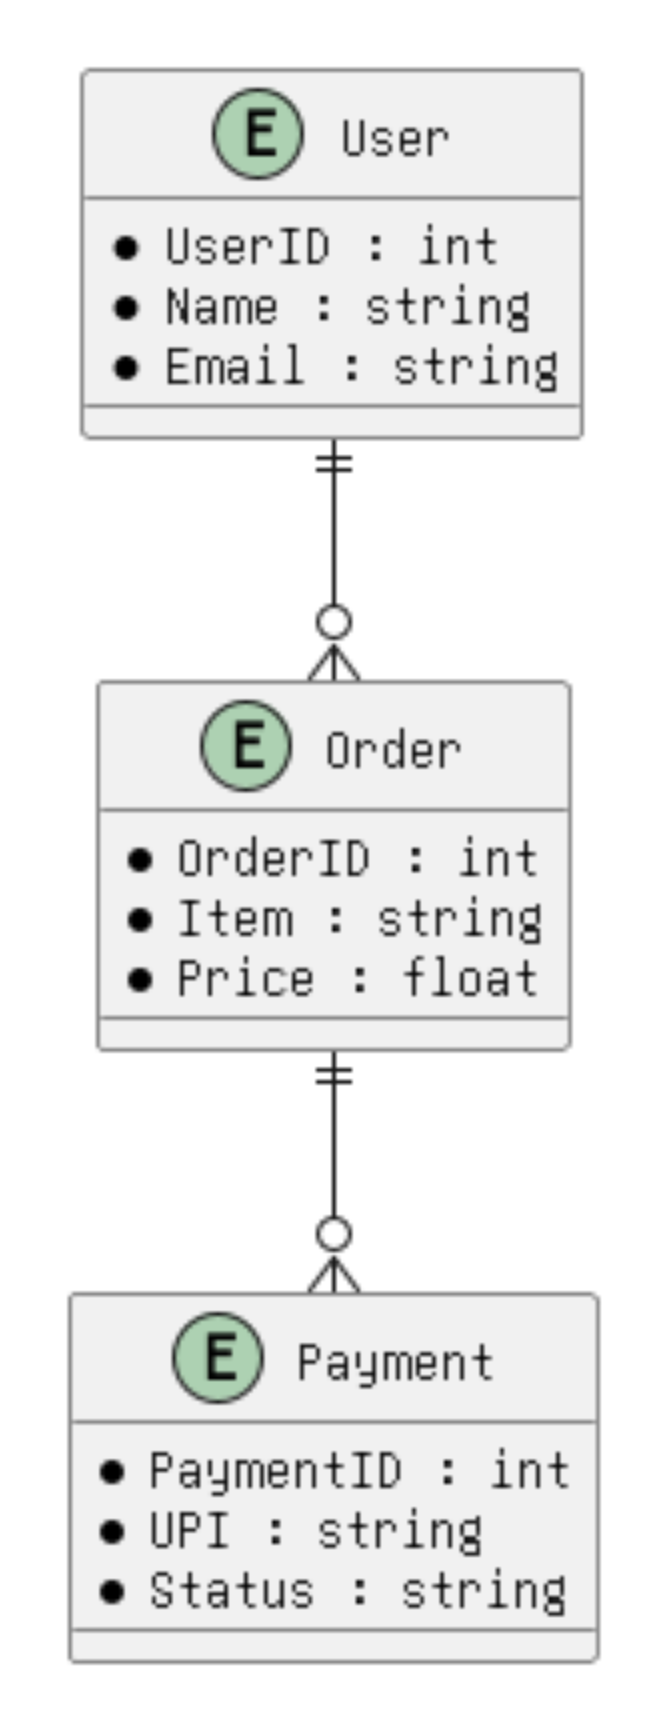 E User
UserID : int
Name : string
Email : string
E Order
OrderID : int
Item : string
Price : float
E Payment
PaymentID : int
UPI : string
Status : string